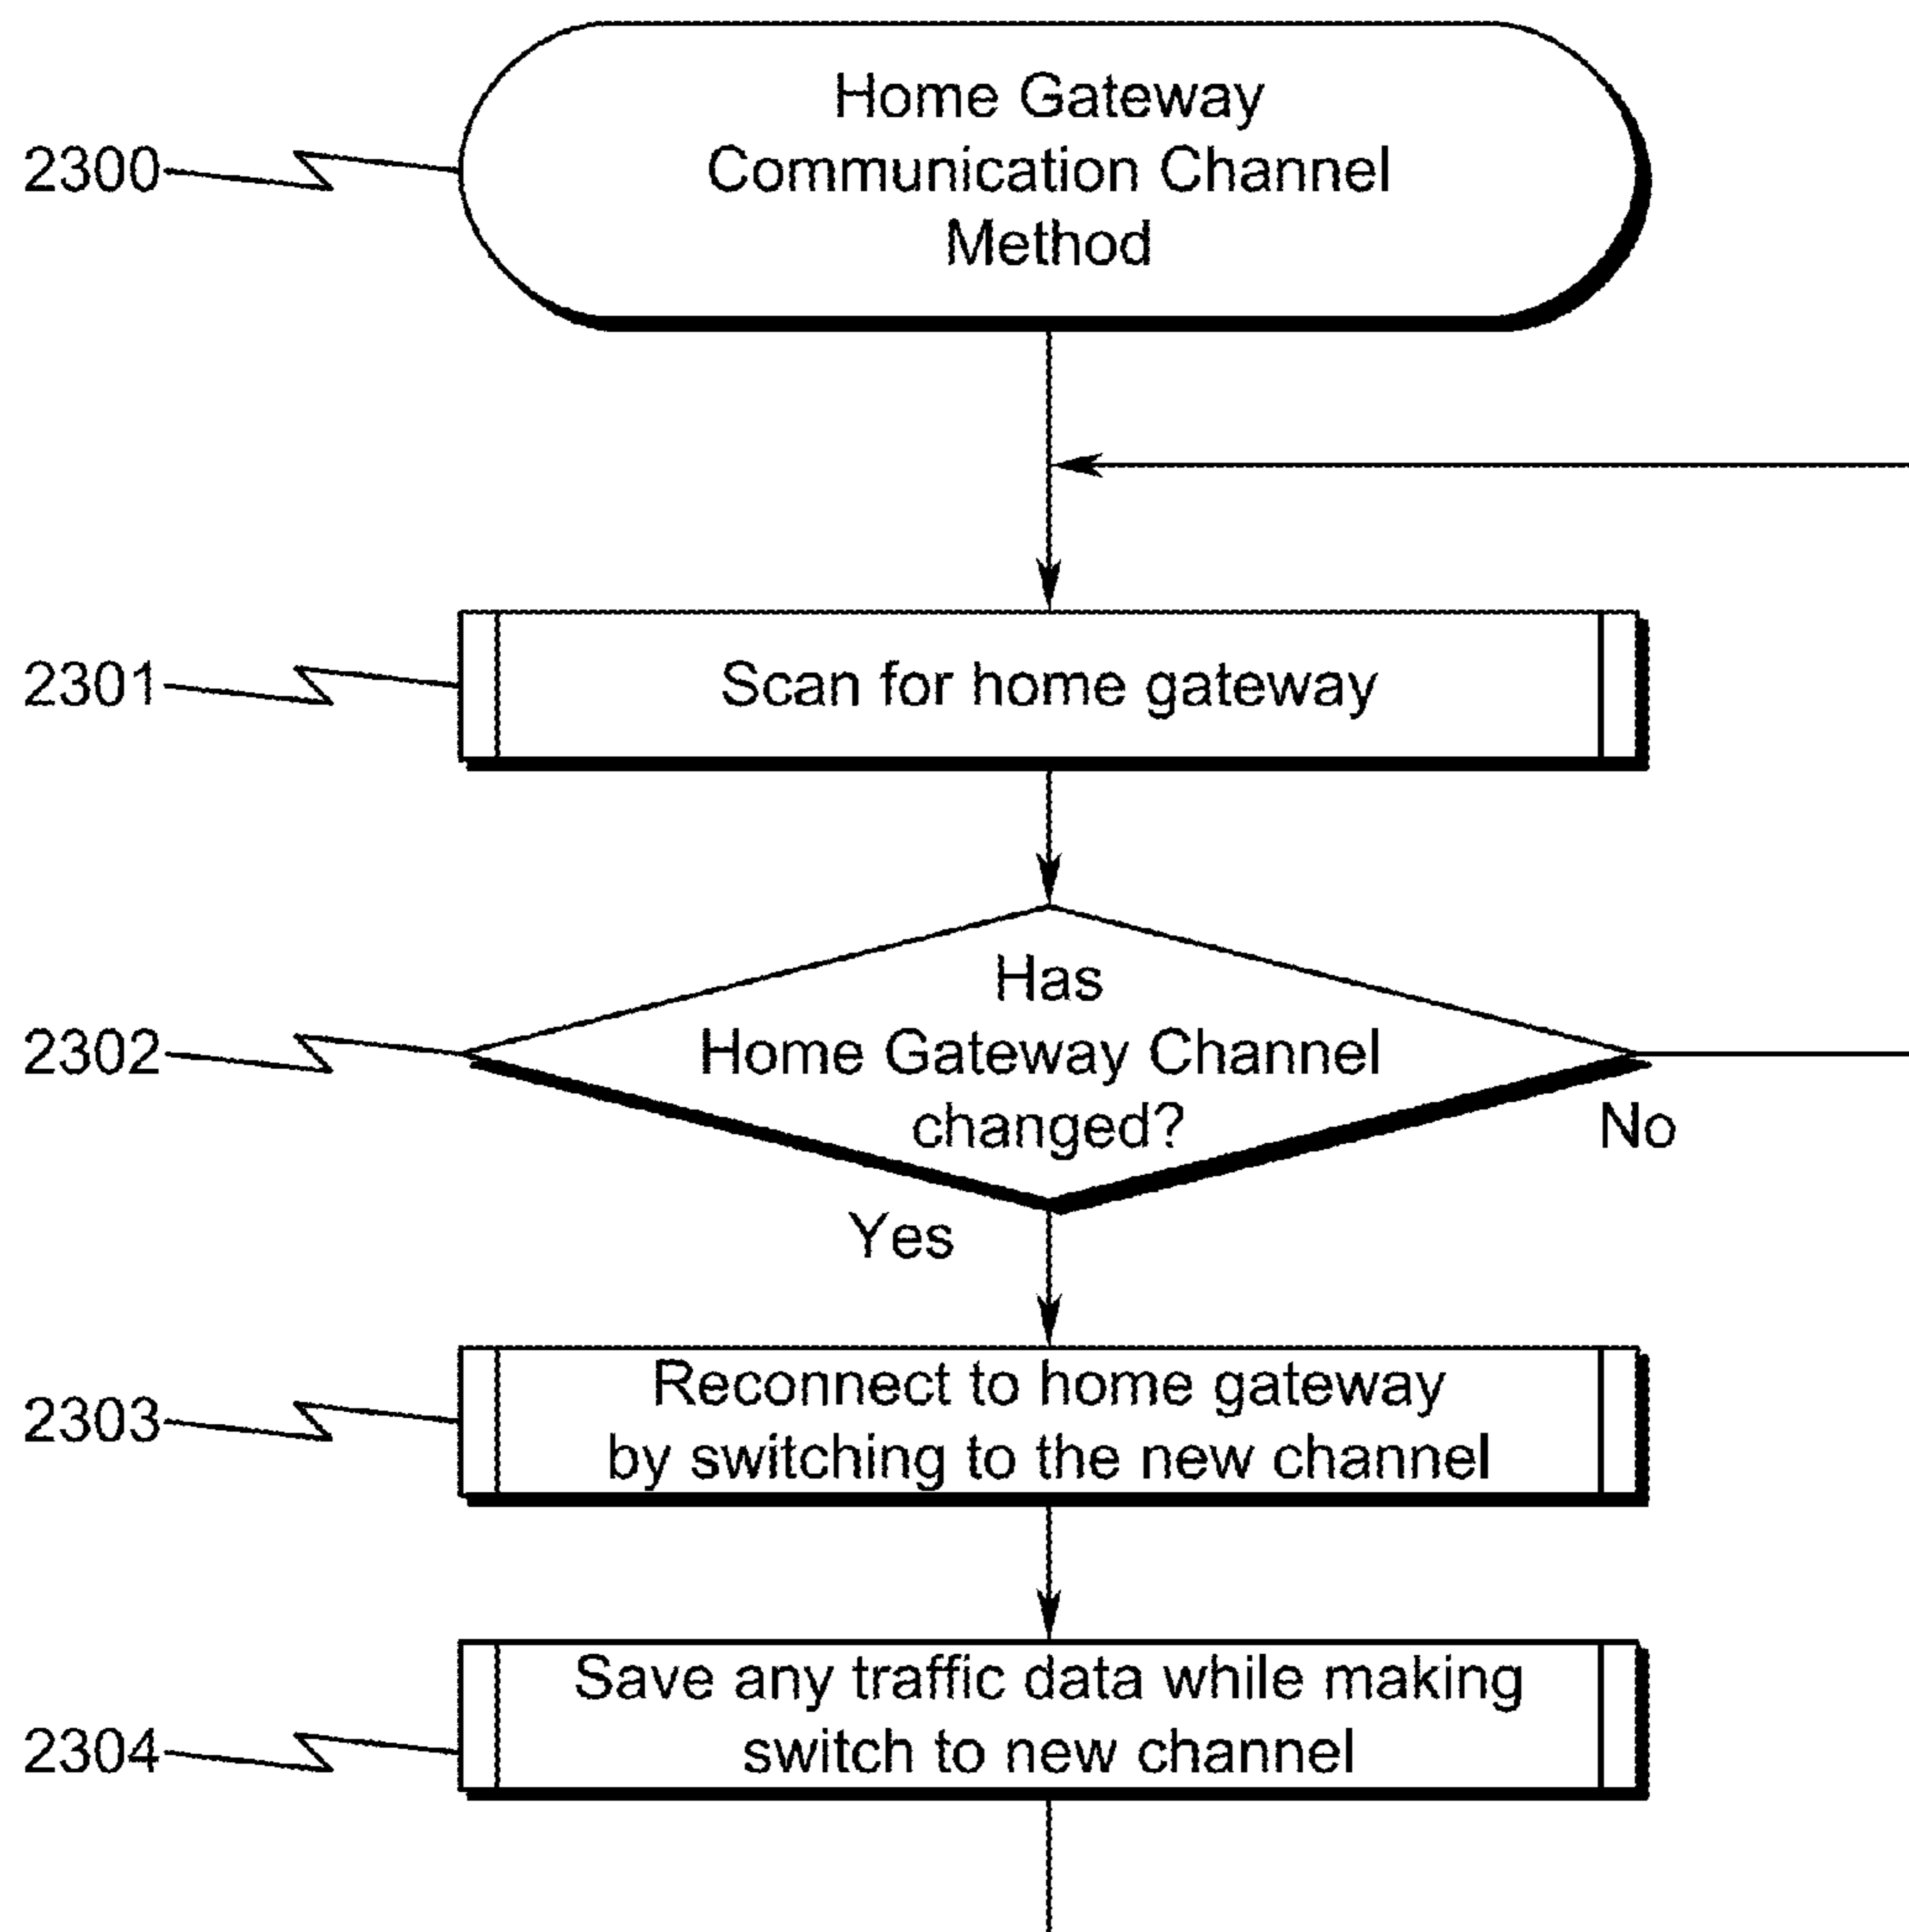 Home Gateway
Communication Channel
Method
2300
2301
Scan for home gateway
2302
Has
Home Gateway Channel
changed?
No
Yes
2303
Reconnect to home gateway
by switching to the new channel
2304
Save any traffic data while making
switch to new channel